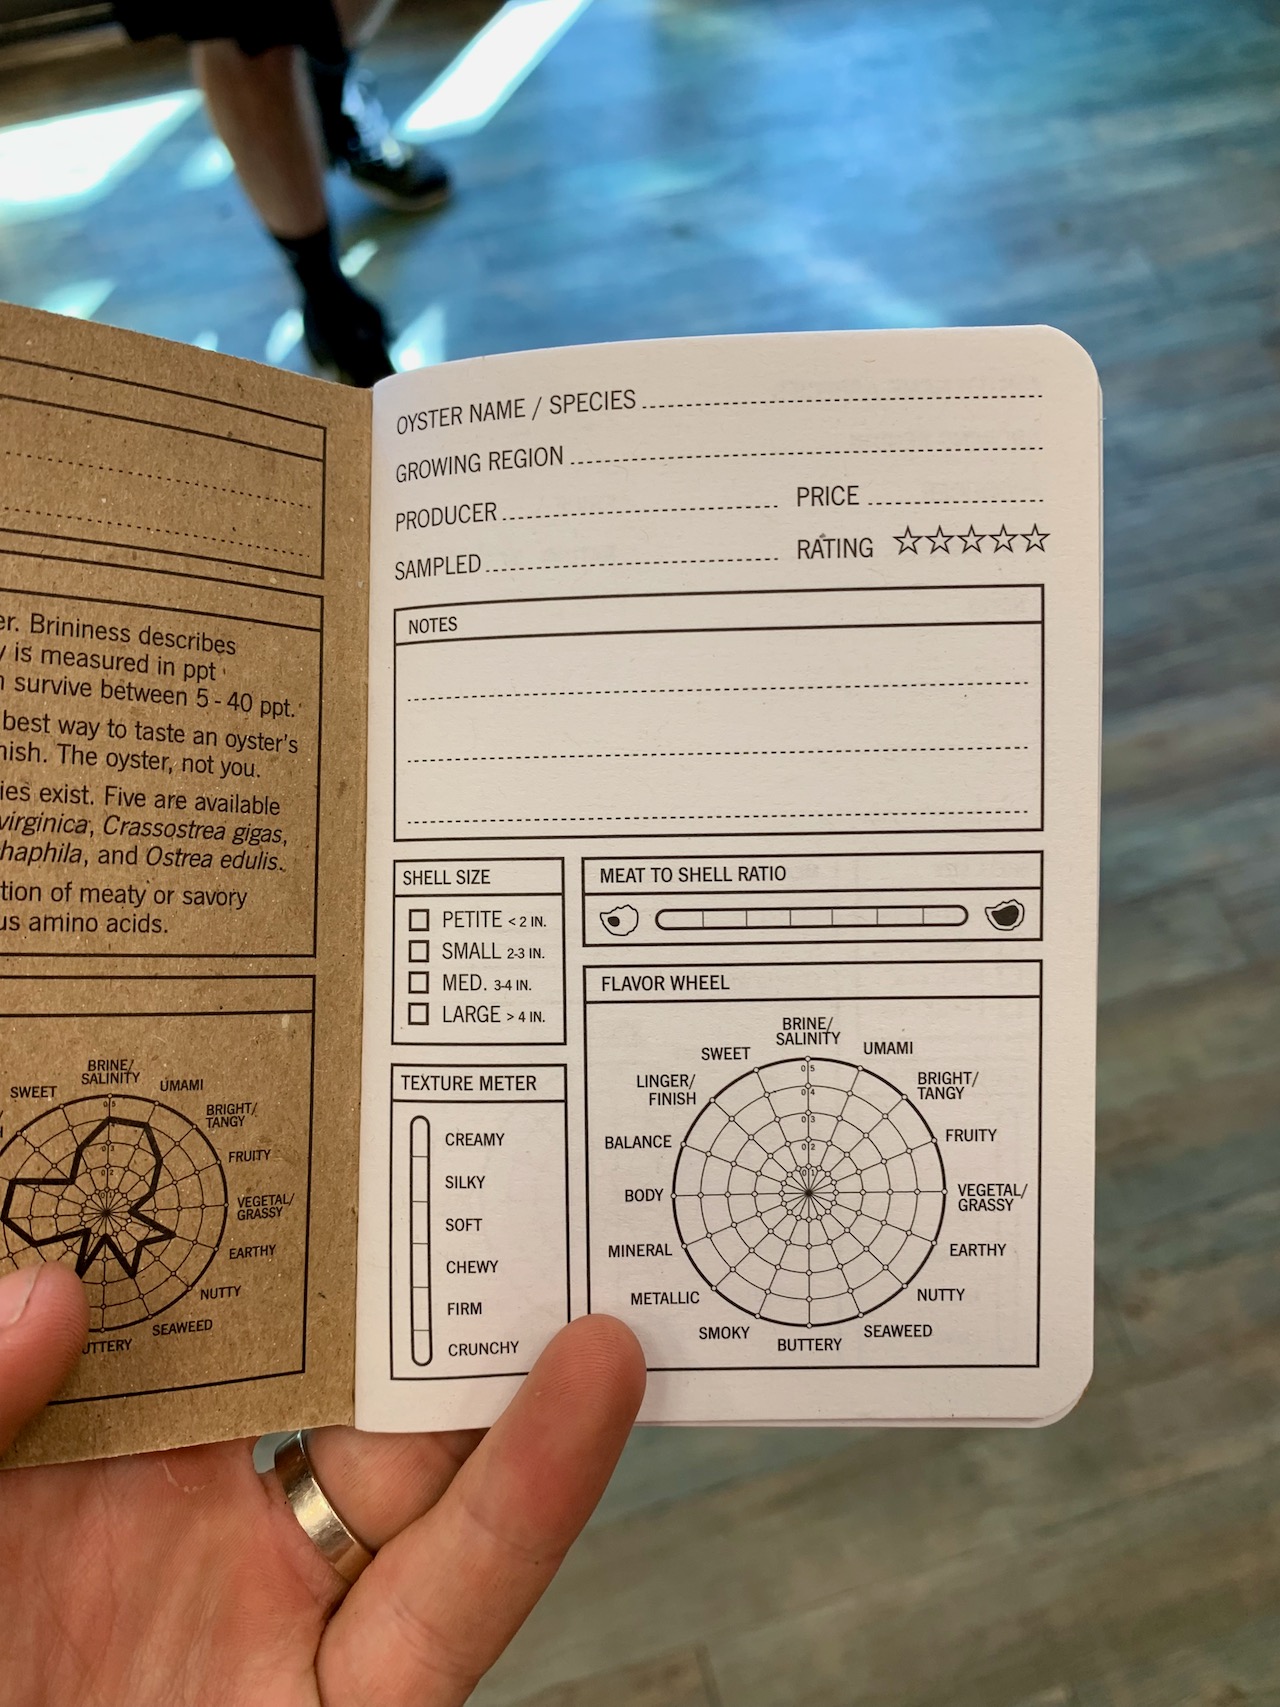 er. Brininess describes
y is measured in ppt
n survive between 5 - 40 ppt.
best way to taste an oyster's
nish. The oyster, not you.
ies exist. Five are available
virginica, Crassostrea gigas,
haphila, and Ostrea edulis.
tion of meaty or savory
us amino acids.
BRINE/
SALINITY
SWEET
UMAMI
BRIGHT/
TANGY
FRUITY
VEGETAL/
GRASSY
EARTHY
NUTTY
SEAWEED
UTTERY
OYSTER NAME / SPECIES
GROWING REGION
PRODUCER
PRICE
SAMPLED
RATING ☆☆☆☆☆
NOTES
SHELL SIZE
PETITE < 2 IN.
SMALL 2-3 IN.
MED. 3-4 IN.
LARGE > 4 IN.
MEAT TO SHELL RATIO
TEXTURE METER
CREAMY
SILKY
SOFT
CHEWY
FIRM
CRUNCHY
FLAVOR WHEEL
BRINE/
SALINITY
UMAMI
BRIGHT/
TANGY
FRUITY
VEGETAL/
GRASSY
EARTHY
NUTTY
SEAWEED
BUTTERY
SMOKY
METALLIC
MINERAL
BODY
BALANCE
LINGER/
FINISH
SWEET
5
4
3
2
1